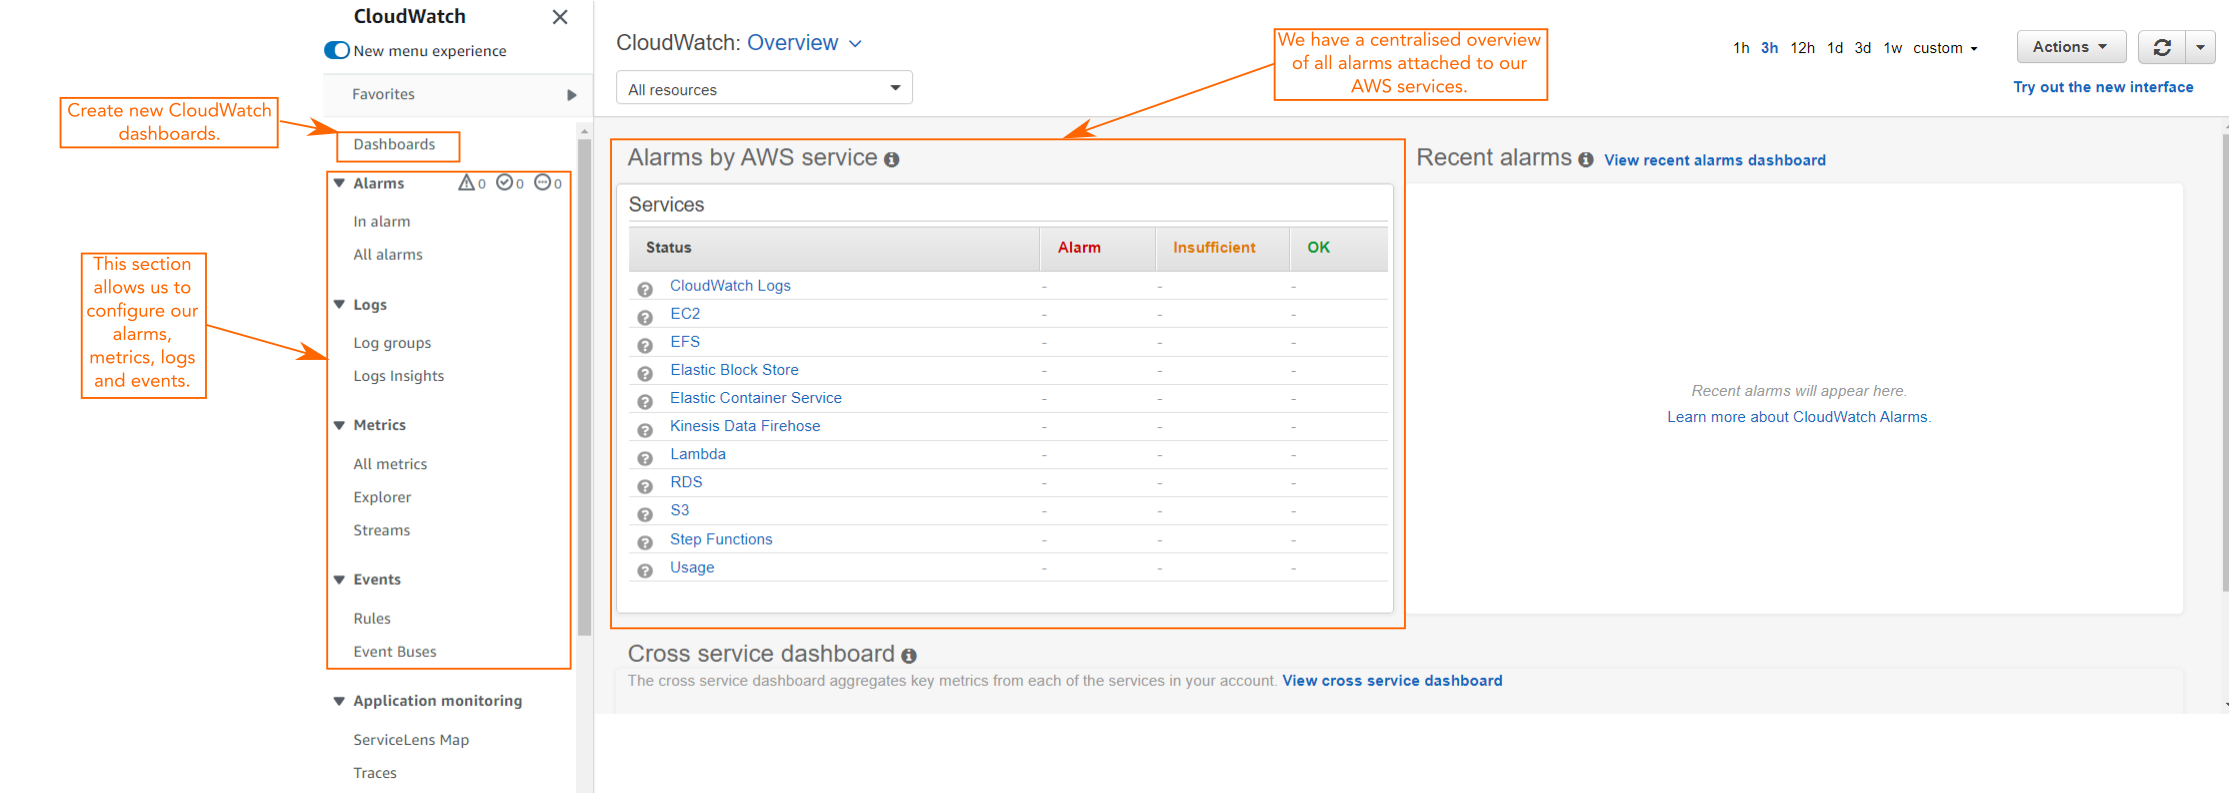 CloudWatch
New menu experience
Favorites
Create new CloudWatch
dashboards.
Dashboards
Alarms 0 0 0
In alarm
All alarms
This section
allows us to
configure our
alarms,
metrics, logs
and events.
Logs
Log groups
Logs Insights
Metrics
All metrics
Explorer
Streams
Events
Rules
Event Buses
Application monitoring
ServiceLens Map
Traces
CloudWatch: Overview
All resources
We have a centralised overview
of all alarms attached to our
AWS services.
1h 3h 12h 1d 3d 1w custom
Actions
Try out the new interface
Alarms by AWS service
Services
Status Alarm Insufficient OK
CloudWatch Logs - - -
EC2 - - -
EFS - - -
Elastic Block Store - - -
Elastic Container Service - - -
Kinesis Data Firehose - - -
Lambda - - -
RDS - - -
S3 - - -
Step Functions - - -
Usage - - -
Recent alarms View recent alarms dashboard
Recent alarms will appear here.
Learn more about CloudWatch Alarms.
Cross service dashboard
The cross service dashboard aggregates key metrics from each of the services in your account. View cross service dashboard